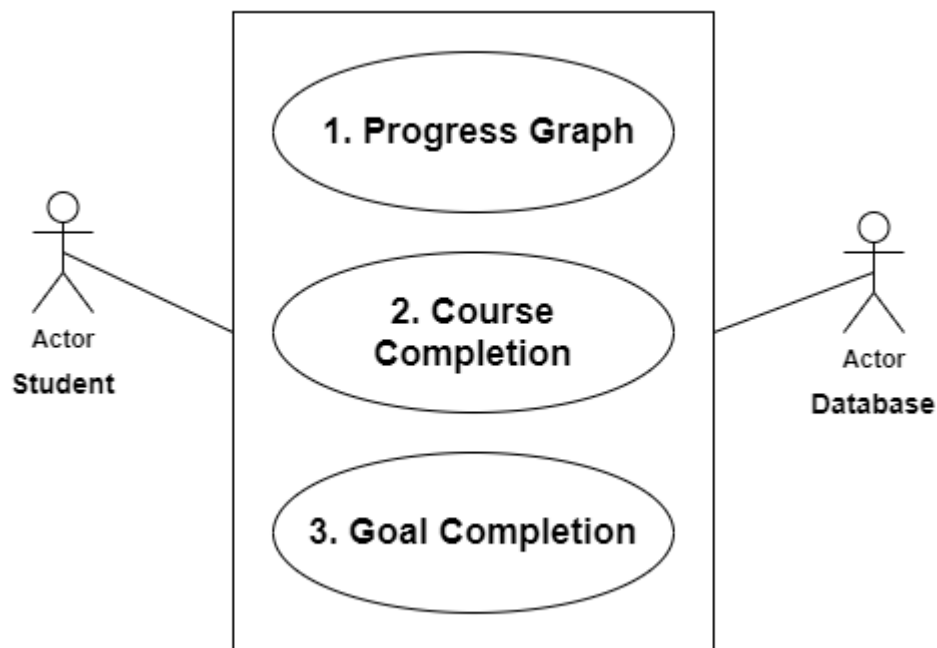 1. Progress Graph
2. Course
Completion
3. Goal Completion
Actor
Student
Actor
Database